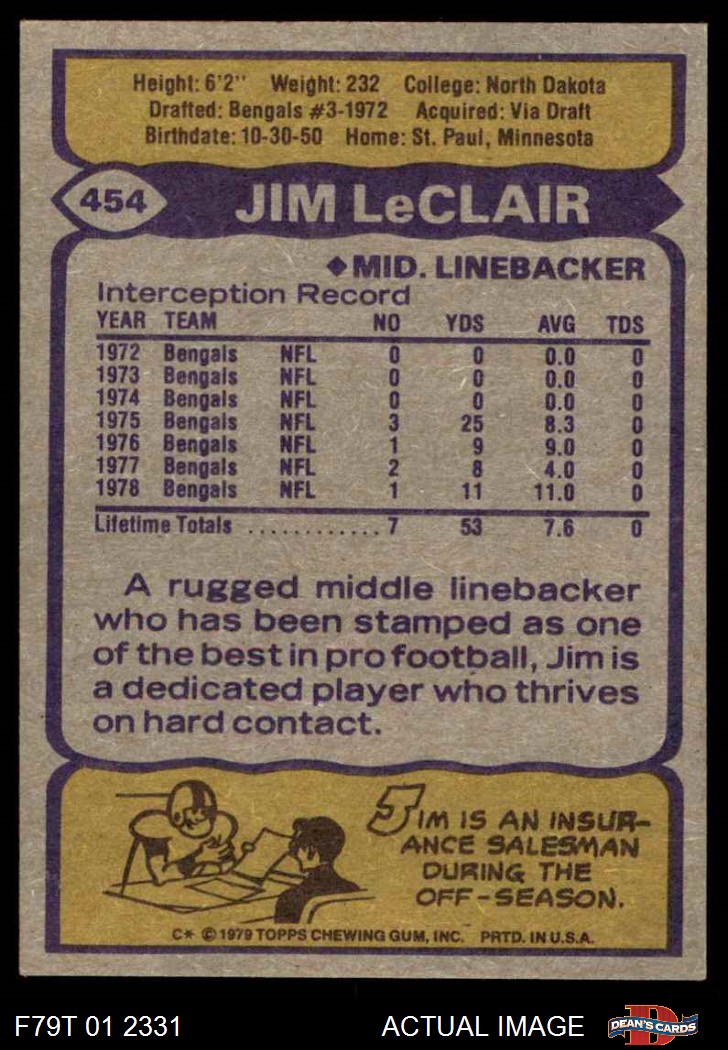 Height: 6'2" Weight: 232 College: North Dakota
Drafted: Bengals #3-1972 Acquired: Via Draft
Birthdate: 10-30-50 Home: St. Paul, Minnesota
454 JIM LeCLAIR
◆MID. LINEBACKER
Interception Record
YEAR TEAM NO YDS AVG TDS
1972 Bengals NFL 0 0 0.0 0
1973 Bengals NFL 0 0 0.0 0
1974 Bengals NFL 0 0 0.0 0
1975 Bengals NFL 3 25 8.3 0
1976 Bengals NFL 1 9 9.0 0
1977 Bengals NFL 2 8 4.0 0
1978 Bengals NFL 1 11 11.0 0
Lifetime Totals ............ 7 53 7.6 0
A rugged middle linebacker
who has been stamped as one
of the best in pro football, Jim is
a dedicated player who thrives
on hard contact.
JIM IS AN INSUR-
ANCE SALESMAN
DURING THE
OFF-SEASON.
C* © 1979 TOPPS CHEWING GUM, INC. PRTD. IN U.S.A.
F79T 01 2331 ACTUAL IMAGE D DEAN'S CARDS